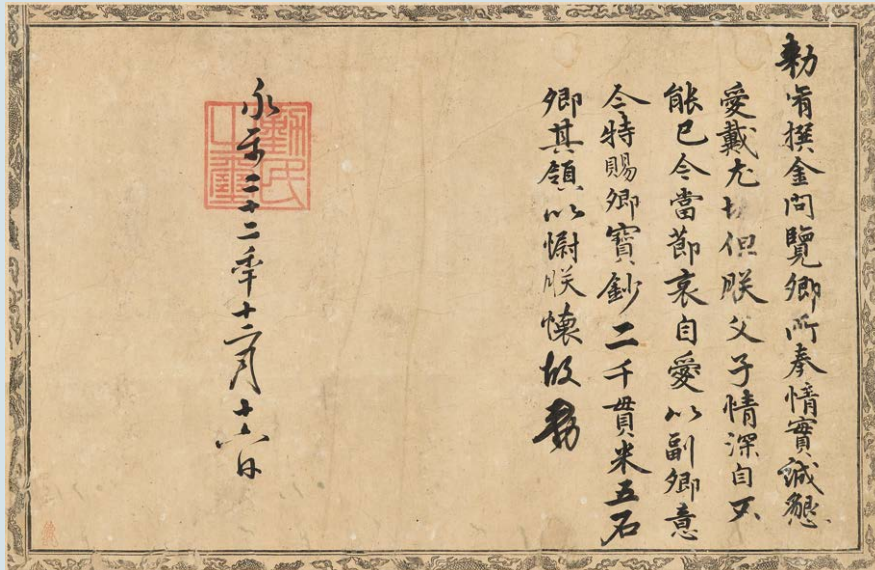 勅脩撰金問覽卿所奏情實誠懇
愛戴尤切但朕父子情深自不
能已今當莭哀自愛以副卿意
今特賜卿寶鈔二千貫米五石
卿其領以慰朕懷故勅
永樂二十二年十二月十六日